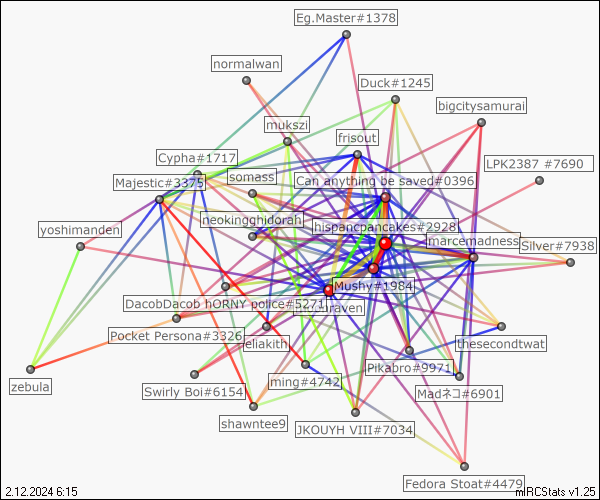 Eg.Master#1378
normalwan
Duck#1245
bigcitysamurai
mukszi
frisout
Cypha#1717
LPK2387 #7690
somass
Can anything be saved#0396
Majestic#3375
neokingghidorah
hispancpancakes#2928
yoshimanden
marcemadness
Silver#7938
Mushy#1984
DacobDacob hORNY police#5271
Pocket Persona#3326
eliakith
thesecondtwat
Pikabro#9971
zebula
Swirly Boi#6154
ming#4742
Madネコ#6901
shawntee9
JKOUYH VIII#7034
Fedora Stoat#4479
2.12.2024 6:15
mIRCStats v1.25